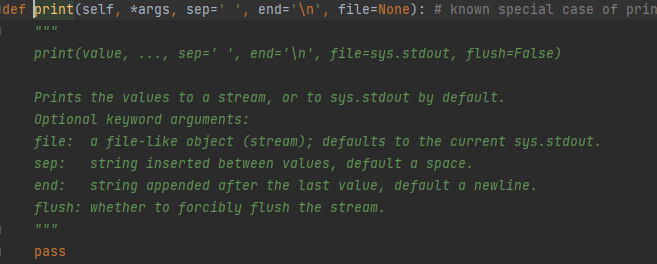 def print(self, *args, sep=' ', end='\n', file=None): # known special case of prin
"""
print(value, ..., sep=' ', end='\n', file=sys.stdout, flush=False)
Prints the values to a stream, or to sys.stdout by default.
Optional keyword arguments:
file:  a file-like object (stream); defaults to the current sys.stdout.
sep:   string inserted between values, default a space.
end:   string appended after the last value, default a newline.
flush: whether to forcibly flush the stream.
"""
pass